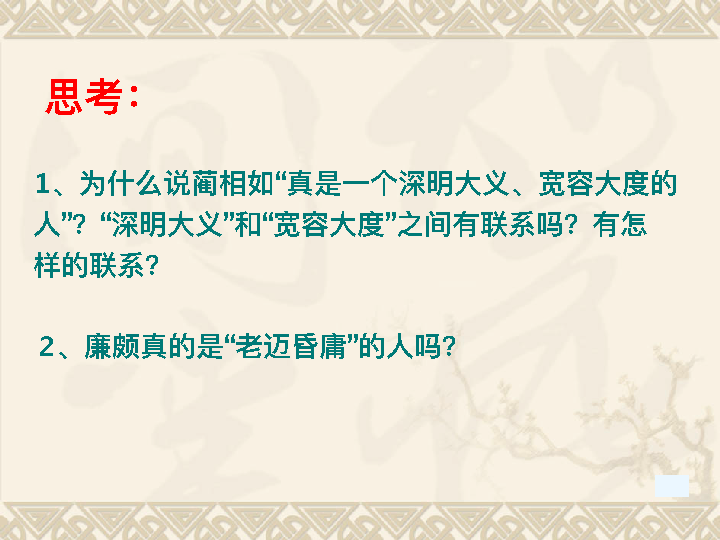 思考：
1、为什么说蔺相如“真是一个深明大义、宽容大度的
人”？“深明大义”和“宽容大度”之间有联系吗？有怎
样的联系？
2、廉颇真的是“老迈昏庸”的人吗？